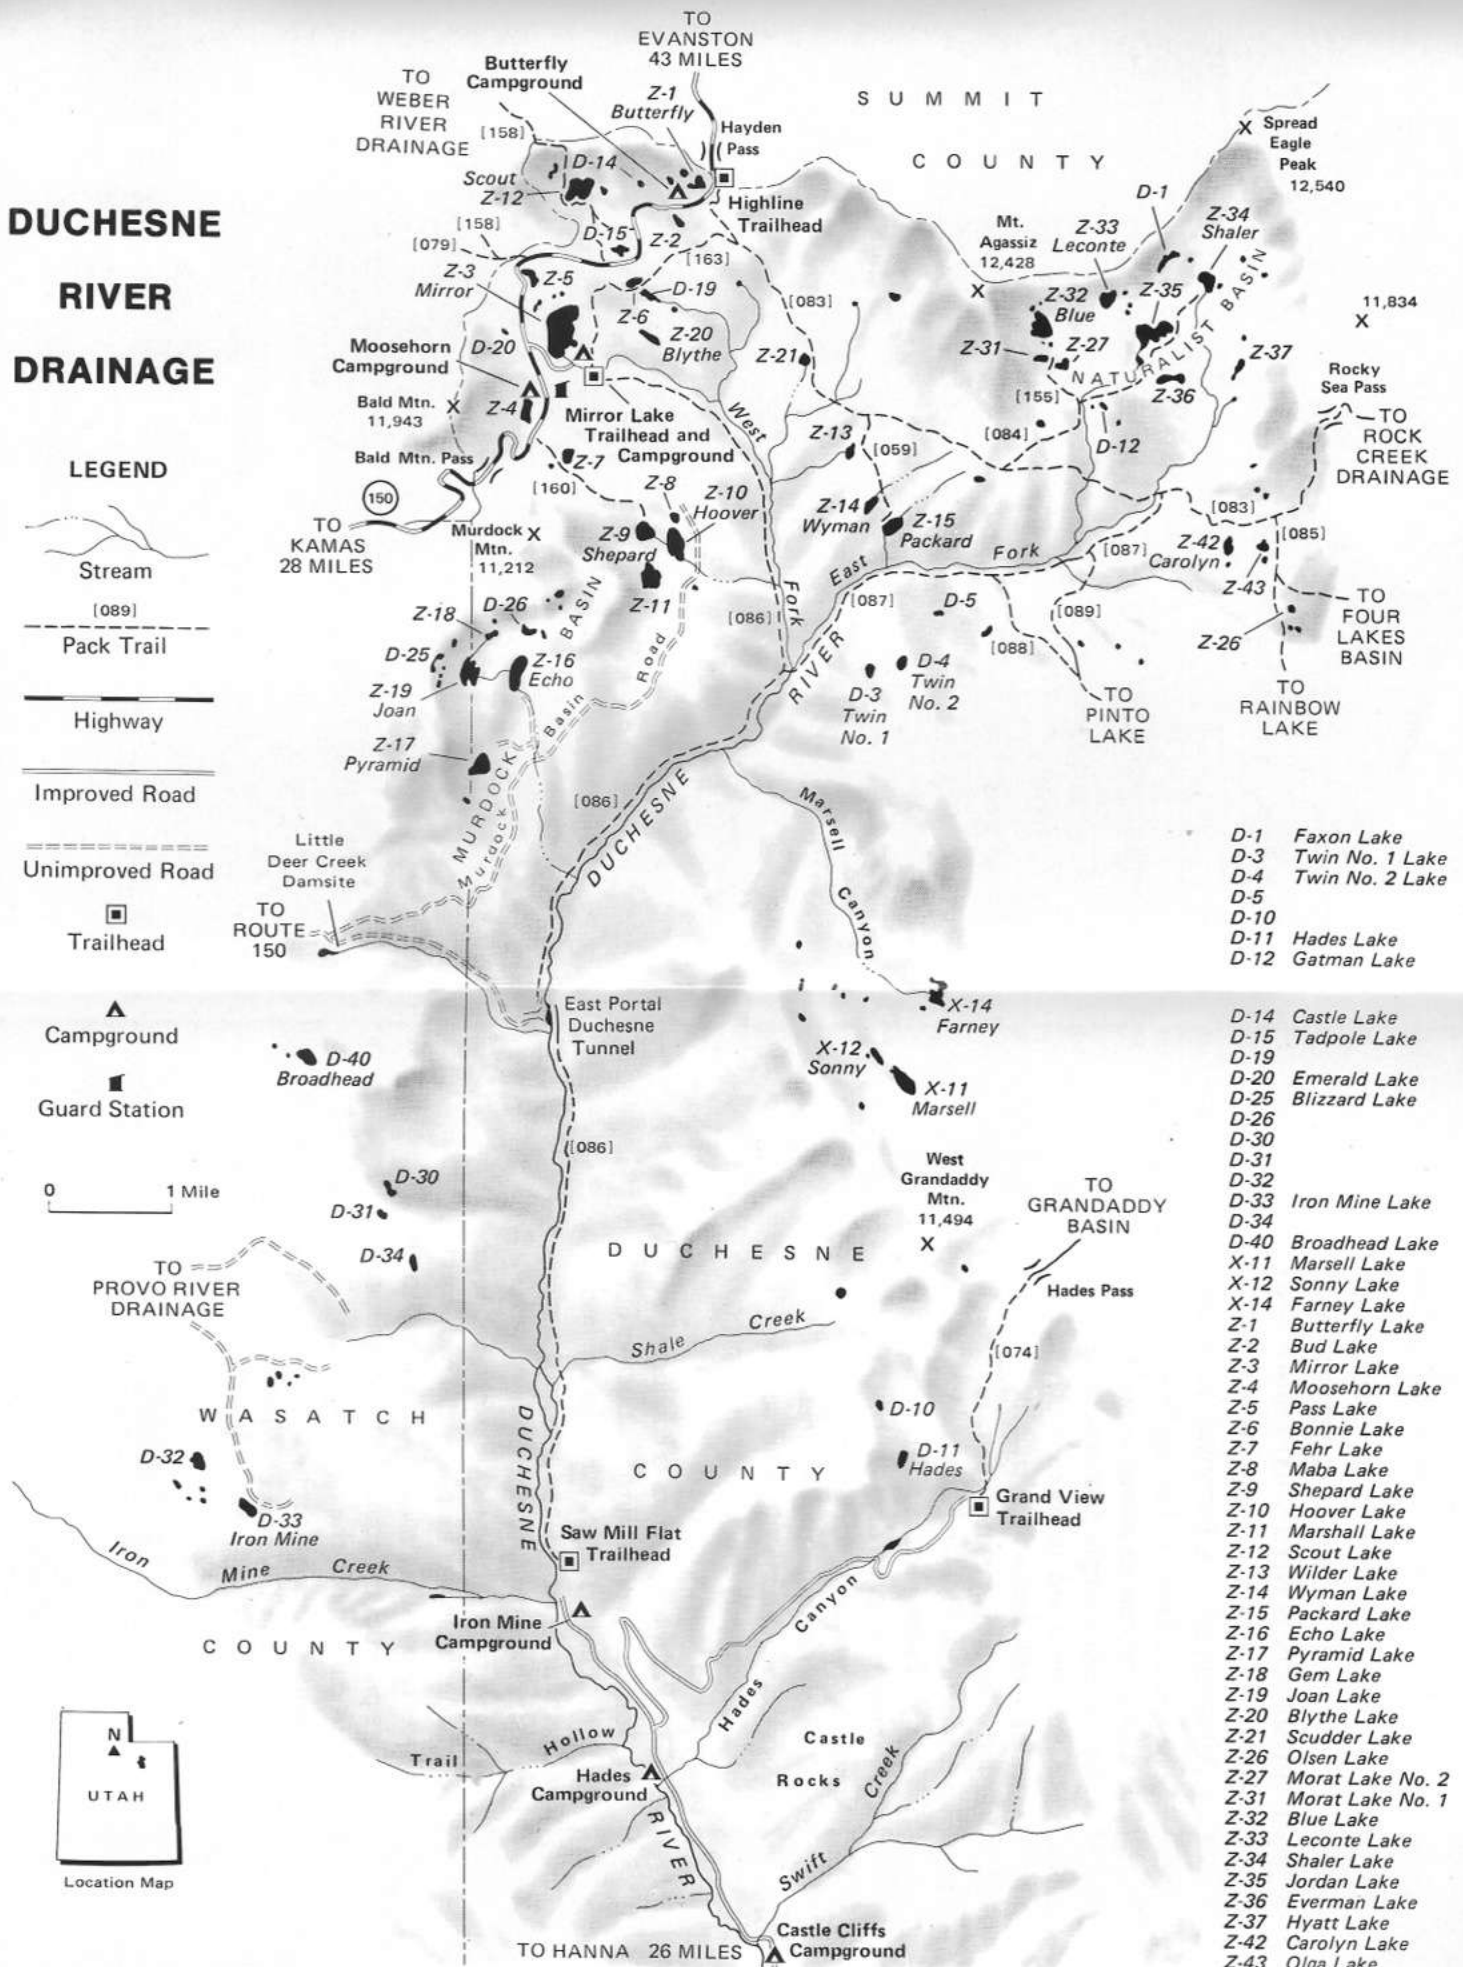 TO
EVANSTON
43 MILES
Butterfly
Campground
TO
WEBER
RIVER
DRAINAGE
[158]
Z-1
Butterfly
Hayden
Pass
SUMMIT
COUNTY
X Spread
Eagle
Peak
12,540
D-14
Scout
Z-12
Highline
Trailhead
DUCHESNE
RIVER
DRAINAGE
[158]
[079]
D-15
Z-2
[163]
Mt.
Agassiz
12,428
X
Z-33
Leconte
D-1
Z-34
Shaler
Z-3
Mirror
Z-5
D-19
Z-6
[083]
Z-32
Blue
Z-35
NATURALIST BASIN
11,834
X
Moosehorn
Campground
D-20
Z-20
Blythe
Z-21
Z-31
Z-27
Z-37
Z-36
Rocky
Sea Pass
[155]
Bald Mtn. X
11,943
Z-4
Mirror Lake
Trailhead and
Campground
West
Fork
Z-13
[059]
[084]
D-12
TO
ROCK
CREEK
DRAINAGE
Bald Mtn. Pass
Z-7
[160]
150
TO
KAMAS
28 MILES
Murdock X
Mtn.
11,212
Z-8
Z-10
Hoover
Z-9
Shepard
Z-11
Z-14
Wyman
Z-15
Packard
East Fork
[083]
[085]
[087]
Z-42
Carolyn
Z-43
Z-26
TO
FOUR
LAKES
BASIN
Z-18
D-26
BASIN
[086]
[087]
D-5
[089]
[088]
D-25
Z-16
Echo
Z-19
Joan
D-4
Twin
No. 2
D-3
Twin
No. 1
TO
PINTO
LAKE
TO
RAINBOW
LAKE
RIVER
Basin Road
Z-17
Pyramid
MURDOCK
Murdock
[086]
DUCHESNE
Marsell
Canyon
LEGEND
Stream
[089]
Pack Trail
Highway
Improved Road
Unimproved Road
Trailhead
Campground
Guard Station
0 1 Mile
Little
Deer Creek
Damsite
TO
ROUTE
150
East Portal
Duchesne
Tunnel
X-14
Farney
X-12
Sonny
X-11
Marsell
D-40
Broadhead
[086]
D-30
D-31
D-34
West
Grandaddy
Mtn.
11,494
X
TO
GRANDADDY
BASIN
DUCHESNE
Hades Pass
TO
PROVO RIVER
DRAINAGE
Shale Creek
[074]
WASATCH
DUCHESNE
D-10
D-11
Hades
COUNTY
D-32
D-33
Iron Mine
Grand View
Trailhead
Saw Mill Flat
Trailhead
Iron Mine Creek
Iron Mine
Campground
Canyon
Hades
COUNTY
Trail Hollow
Castle
Rocks
Creek
Swift
Hades
Campground
RIVER
N
UTAH
Location Map
Castle Cliffs
Campground
TO HANNA 26 MILES
D-1 Faxon Lake
D-3 Twin No. 1 Lake
D-4 Twin No. 2 Lake
D-5
D-10
D-11 Hades Lake
D-12 Gatman Lake
D-14 Castle Lake
D-15 Tadpole Lake
D-19
D-20 Emerald Lake
D-25 Blizzard Lake
D-26
D-30
D-31
D-32
D-33 Iron Mine Lake
D-34
D-40 Broadhead Lake
X-11 Marsell Lake
X-12 Sonny Lake
X-14 Farney Lake
Z-1 Butterfly Lake
Z-2 Bud Lake
Z-3 Mirror Lake
Z-4 Moosehorn Lake
Z-5 Pass Lake
Z-6 Bonnie Lake
Z-7 Fehr Lake
Z-8 Maba Lake
Z-9 Shepard Lake
Z-10 Hoover Lake
Z-11 Marshall Lake
Z-12 Scout Lake
Z-13 Wilder Lake
Z-14 Wyman Lake
Z-15 Packard Lake
Z-16 Echo Lake
Z-17 Pyramid Lake
Z-18 Gem Lake
Z-19 Joan Lake
Z-20 Blythe Lake
Z-21 Scudder Lake
Z-26 Olsen Lake
Z-27 Morat Lake No. 2
Z-31 Morat Lake No. 1
Z-32 Blue Lake
Z-33 Leconte Lake
Z-34 Shaler Lake
Z-35 Jordan Lake
Z-36 Everman Lake
Z-37 Hyatt Lake
Z-42 Carolyn Lake
Z-43 Olga Lake